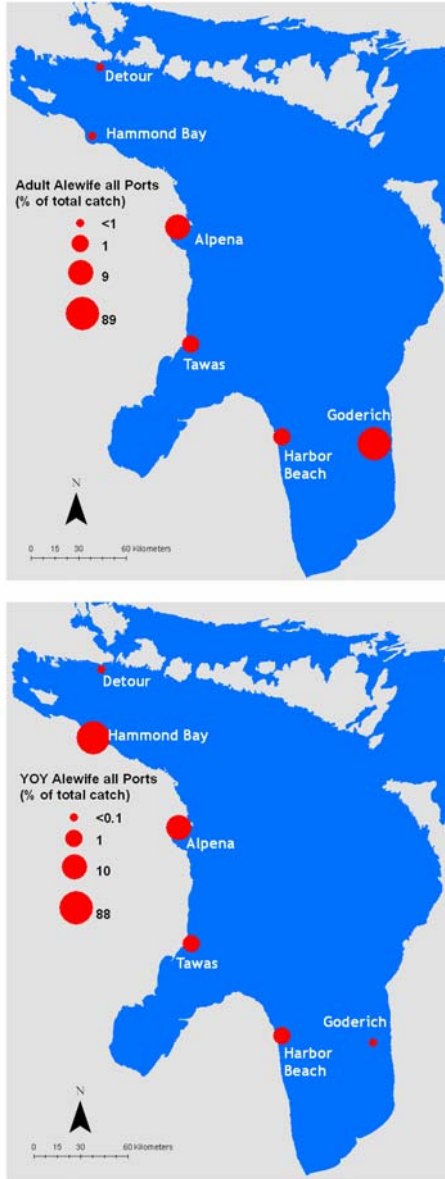 Detour
Hammond Bay
Adult Alewife all Ports
(% of total catch)
<1
1
9
89
Alpena
Tawas
Goderich
Harbor
Beach
N
0 15 30 60 Kilometers
Detour
Hammond Bay
YOY Alewife all Ports
(% of total catch)
<0.1
1
10
88
Alpena
Tawas
Goderich
Harbor
Beach
N
0 15 30 60 Kilometers